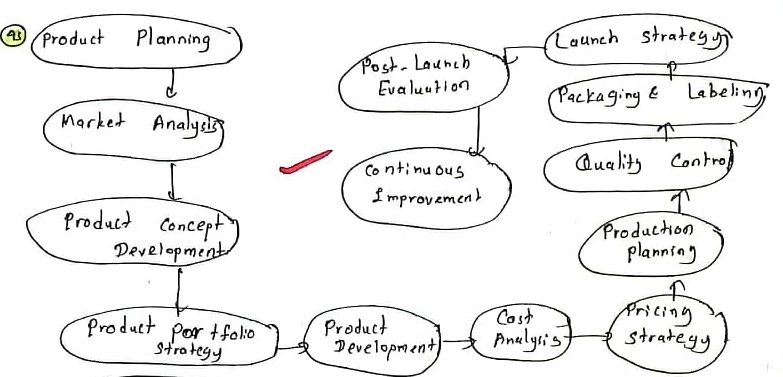 Q5
Product Planning
Market Analysis
Product Concept
Development
Product Portfolio
Strategy
Product
Development
Cost
Analysis
Pricing
Strategy
Production
planning
Quality Control
Packaging & Labeling
Launch Strategy
Post-Launch
Evaluation
Continuous
Improvement